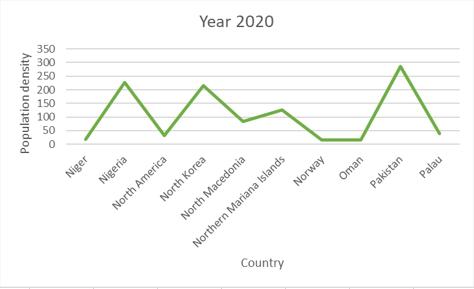 Year 2020
Population density
350
300
250
200
150
100
50
0
Niger
Nigeria
North America
North Korea
North Macedonia
Northern Mariana Islands
Norway
Oman
Pakistan
Palau
Country